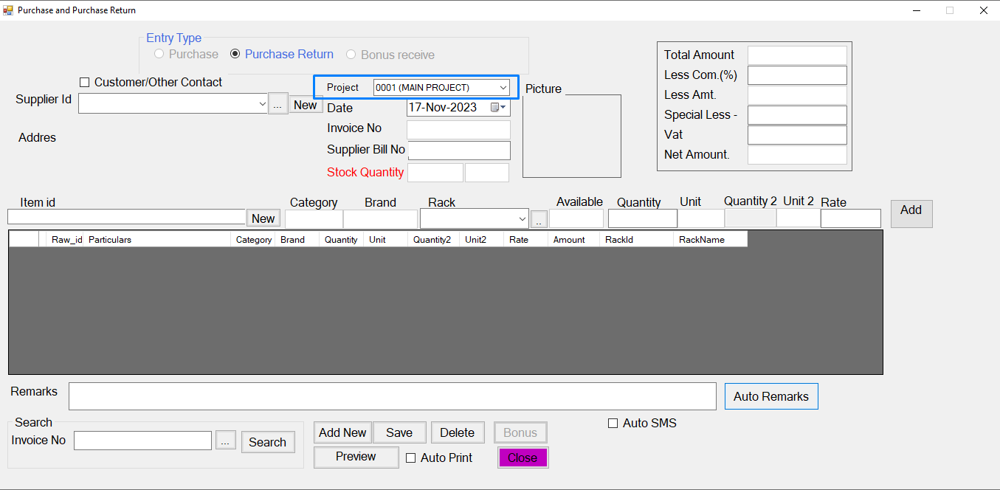 Purchase and Purchase Return
Entry Type
Purchase Purchase Return Bonus receive
Customer/Other Contact
Supplier Id ... New
Addres
Project 0001 (MAIN PROJECT)
Date 17-Nov-2023
Invoice No
Supplier Bill No
Stock Quantity
Picture
Total Amount
Less Com.(%)
Less Amt.
Special Less -
Vat
Net Amount.
Item id New Category Brand Rack .. Available Quantity Unit Quantity 2 Unit 2 Rate Add
Raw_id Particulars Category Brand Quantity Unit Quantity2 Unit2 Rate Amount RackId RackName
Remarks Auto Remarks
Search
Invoice No ... Search
Add New Save Delete Bonus
Preview Auto Print Close
Auto SMS